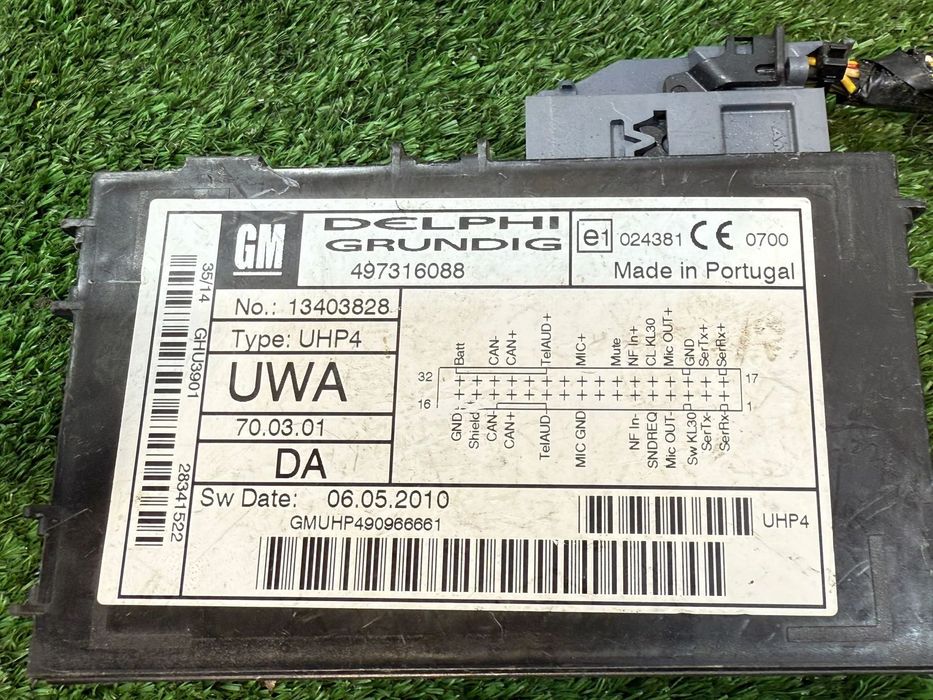 GM
DELPHI
GRUNDIG
497316088
e1 024381 CE 0700
Made in Portugal
35/14 GHU3901 28341522
No.: 13403828
Type: UHP4
UWA
70.03.01
DA
Batt CAN- CAN+ TelAUD+ MIC+ Mute NF In+ CL KL30 Mic OUT+ GND SerTx+ SerRx+
32 17
16 1
GND Shield CAN- CAN+ TelAUD- MIC GND NF In- SNDREQ Mic OUT- Sw KL30 SerTx- SerRx-
Sw Date: 06.05.2010
GMUHP490966661
UHP4